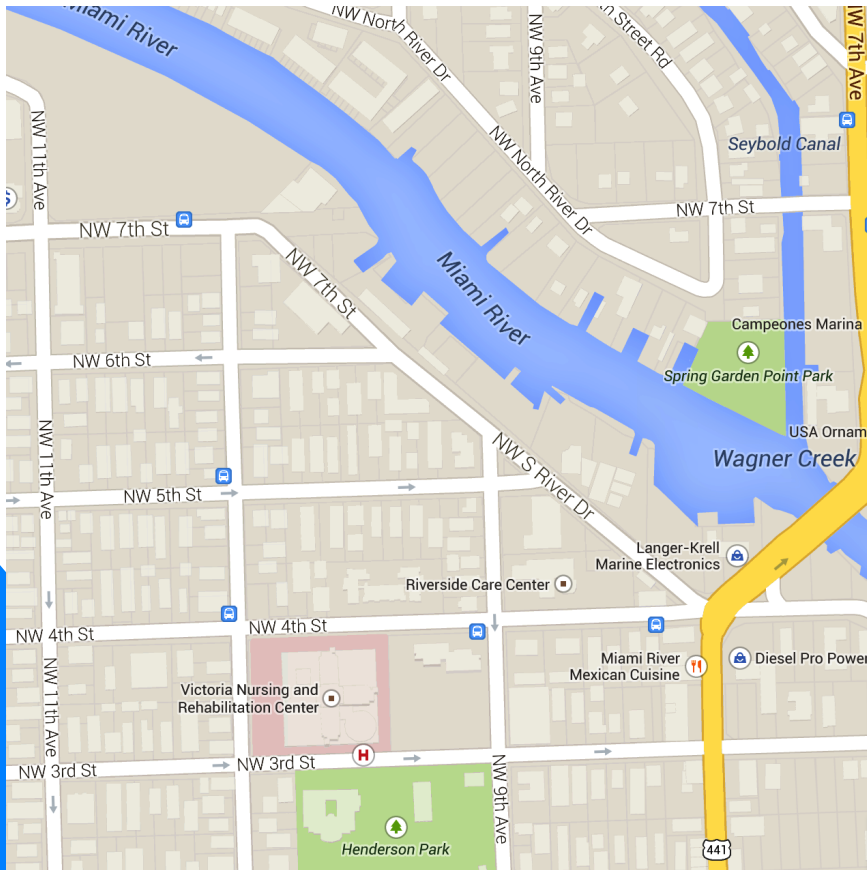 Miami River
NW North River Dr
NW 9th Ave
Street Rd
NW 7th Ave
NW 11th Ave
Seybold Canal
NW North River Dr
NW 7th St
NW 7th St
NW 7th St
Miami River
Campeones Marina
Spring Garden Point Park
NW 6th St
NW 11th Ave
USA Ornam
Wagner Creek
NW S River Dr
NW 5th St
Langer-Krell
Marine Electronics
Riverside Care Center
NW 4th St
NW 4th St
Miami River
Mexican Cuisine
Diesel Pro Power
NW 11th Ave
Victoria Nursing and
Rehabilitation Center
H
NW 3rd St
NW 3rd St
NW 9th Ave
Henderson Park
441